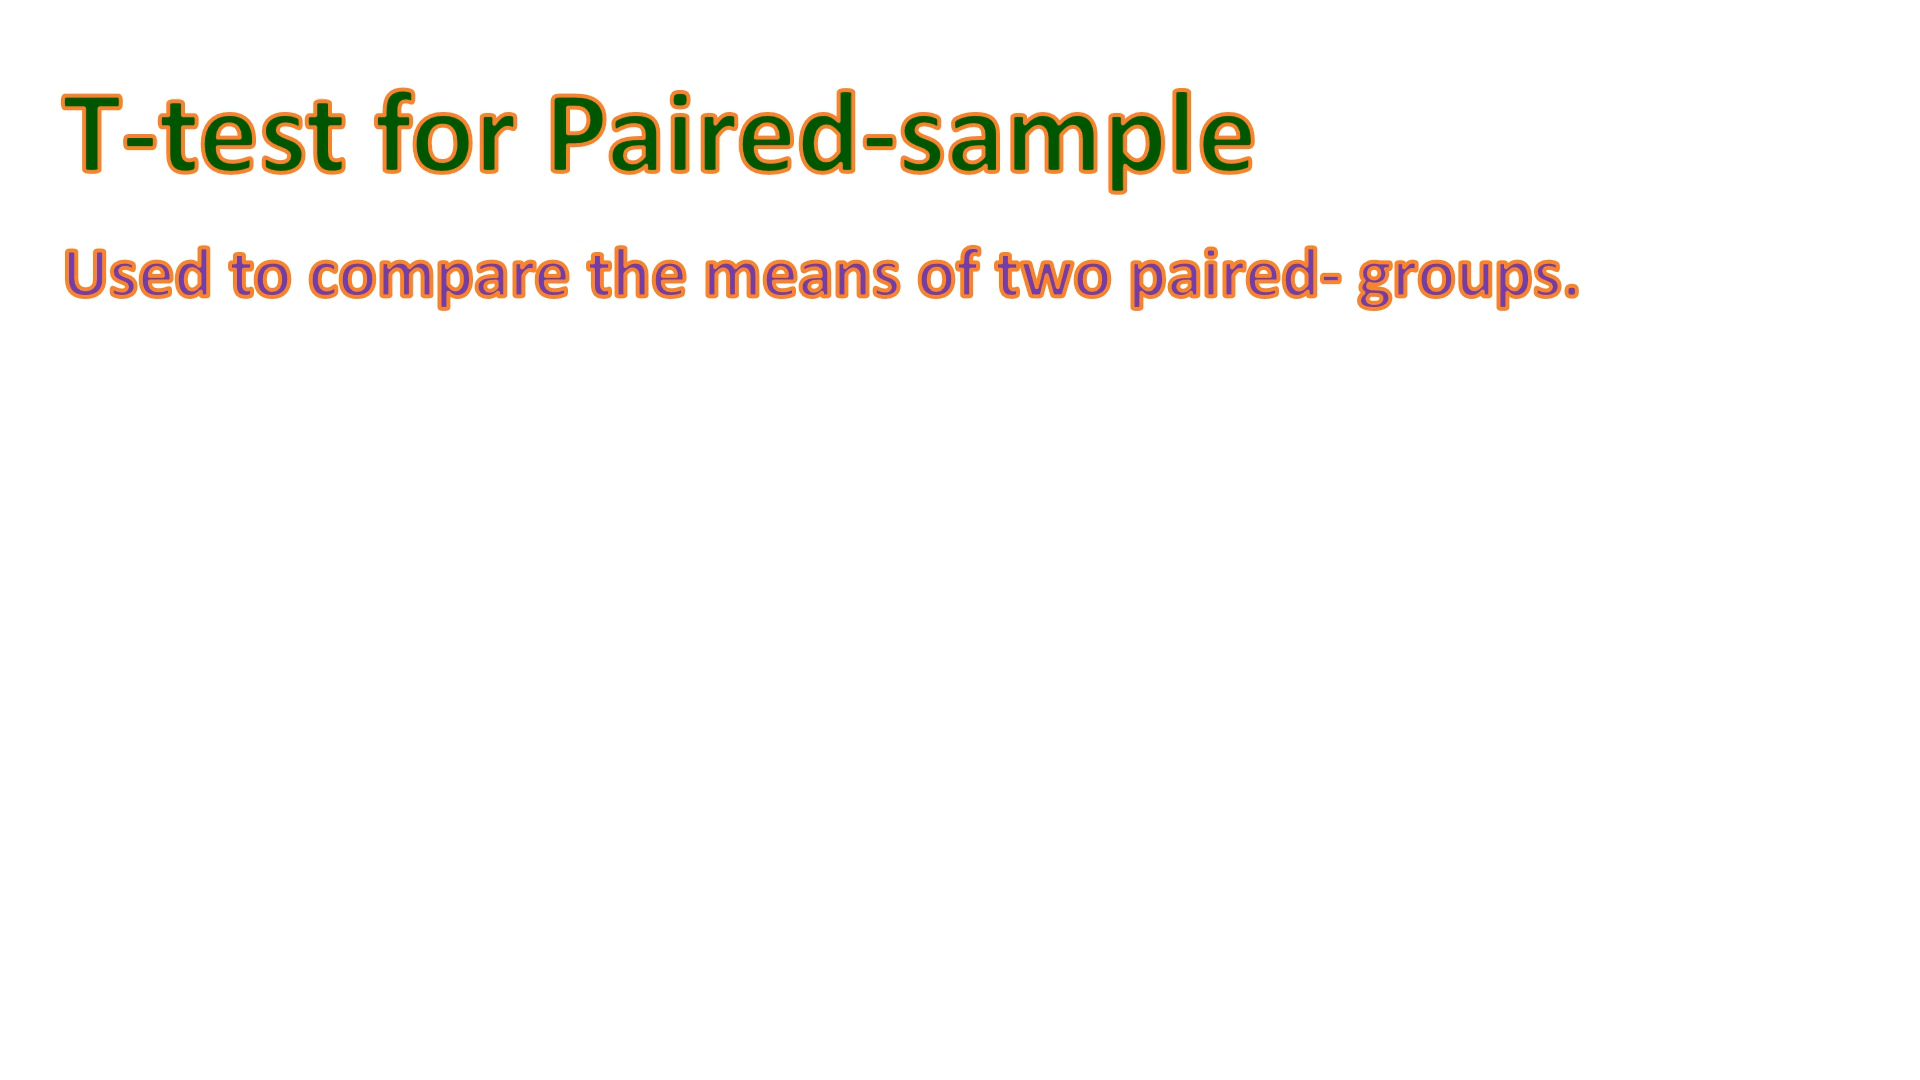 T-test for Paired-sample
Used to compare the means of two paired- groups.